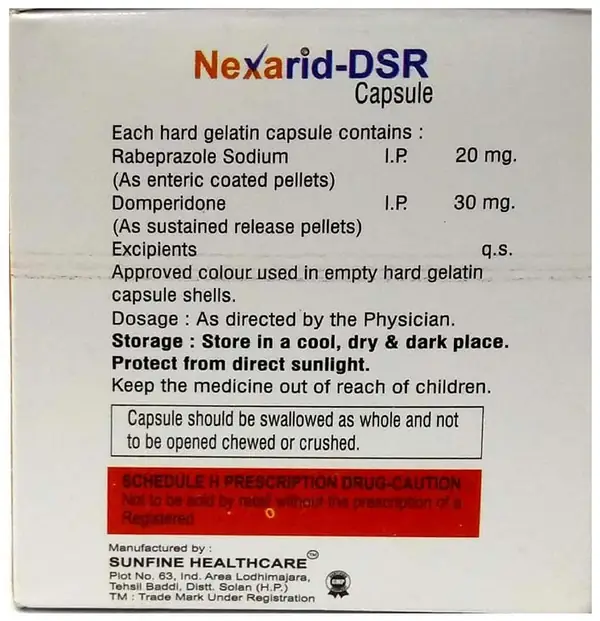 Nexarid-DSR
Capsule
Each hard gelatin capsule contains :
Rabeprazole Sodium I.P. 20 mg.
(As enteric coated pellets)
Domperidone I.P. 30 mg.
(As sustained release pellets)
Excipients q.s.
Approved colour used in empty hard gelatin
capsule shells.
Dosage : As directed by the Physician.
Storage : Store in a cool, dry & dark place.
Protect from direct sunlight.
Keep the medicine out of reach of children.
Capsule should be swallowed as whole and not
to be opened chewed or crushed.
SCHEDULE H PRESCRIPTION DRUG-CAUTION
Not to be sold by retail without the prescription of a
Registered
Manufactured by :
SUNFINE HEALTHCARE™
Plot No. 63, Ind. Area Lodhimajara,
Tehsil Baddi, Distt. Solan (H.P.)
TM : Trade Mark Under Registration